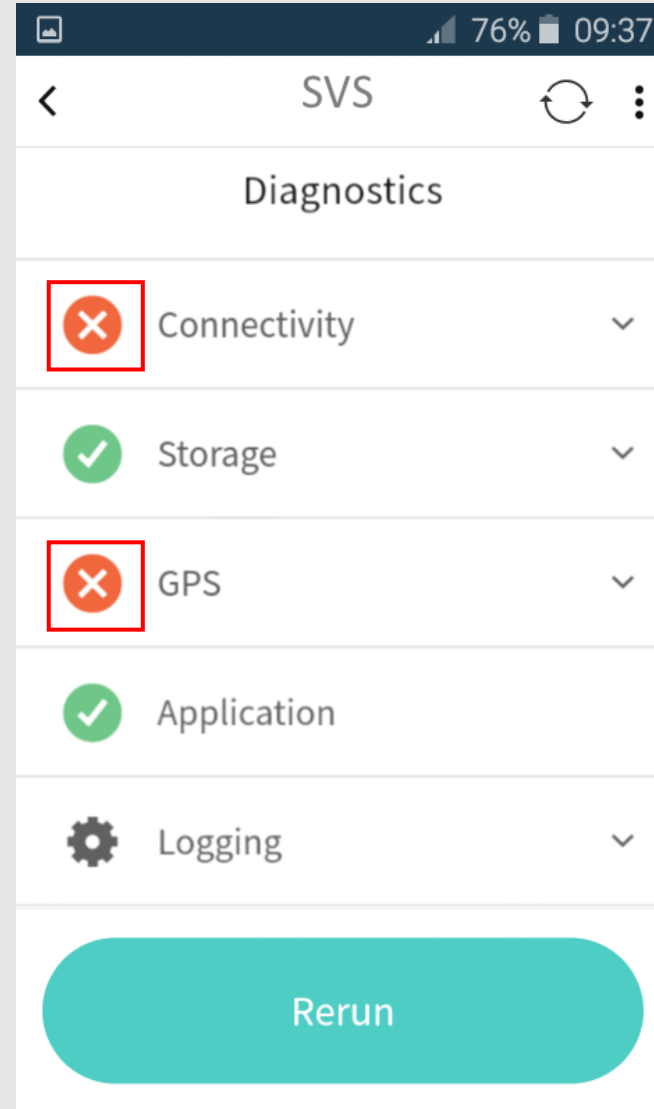 76% 09:37
SVS
Diagnostics
Connectivity
Storage
GPS
Application
Logging
Rerun